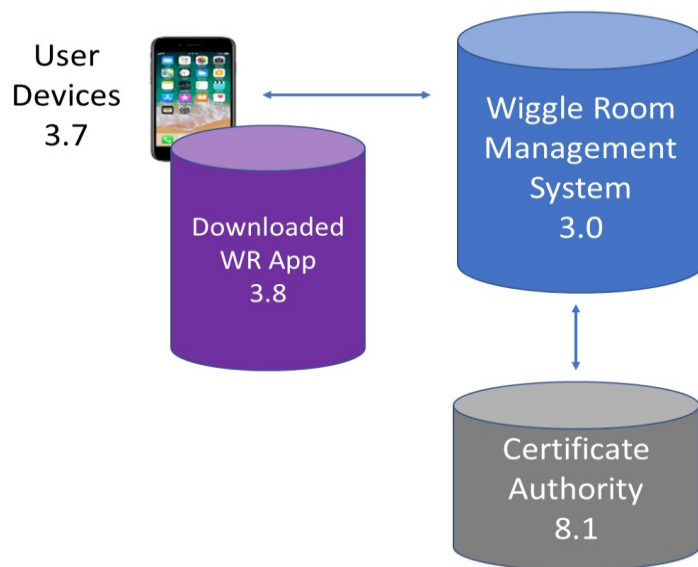 User
Devices
3.7
Downloaded
WR App
3.8
Wiggle Room
Management
System
3.0
Certificate
Authority
8.1